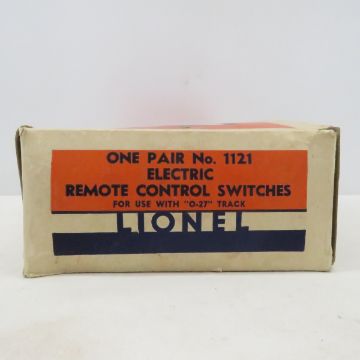 ONE PAIR No. 1121
ELECTRIC
REMOTE CONTROL SWITCHES
FOR USE WITH "O-27" TRACK
LIONEL